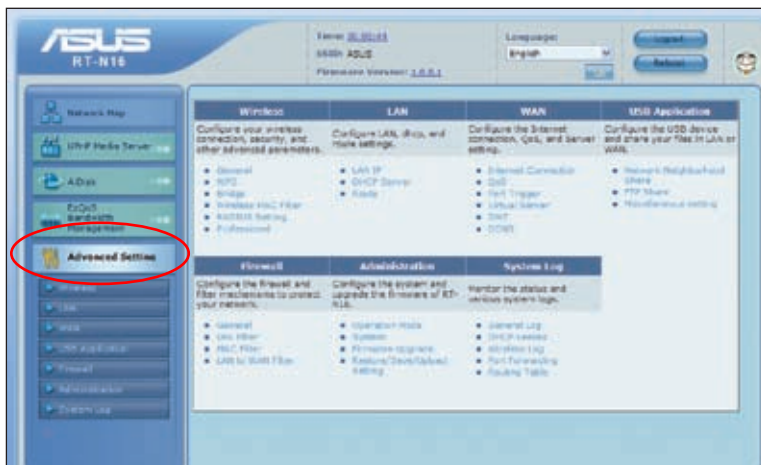 ASUS
RT-N16
Time:
SSID: ASUS
Firmware Version: 1.0.0.1
Language:
English
Logout
Reboot
Network Map
UPnP Media Server
AiDisk
EzQoS
Bandwidth
Management
Advanced Setting
Wireless
LAN
WAN
USB Application
Firewall
Administration
System Log
Wireless
Configure your wireless
connection, security, and
other advanced parameters.
General
WPS
Bridge
Wireless MAC Filter
RADIUS Setting
Professional
LAN
Configure LAN, dhcp, and
route settings.
LAN IP
DHCP Server
Route
WAN
Configure the Internet
connection, QoS, and Server
setting.
Internet Connection
QoS
Port Trigger
Virtual Server
DMZ
DDNS
USB Application
Configure the USB device
and share your files in LAN or
WAN.
Network Neighborhood
Share
FTP Share
Miscellaneous setting
Firewall
Configure the firewall and
filter mechanisms to protect
your network.
General
URL Filter
MAC Filter
LAN to WAN Filter
Administration
Configure the system and
upgrade the firmware of RT-
N16.
Operation Mode
System
Firmware Upgrade
Restore/Save/Upload
Setting
System Log
Monitor the status and
various system logs.
General Log
DHCP Leases
Wireless Log
Port Forwarding
Routing Table